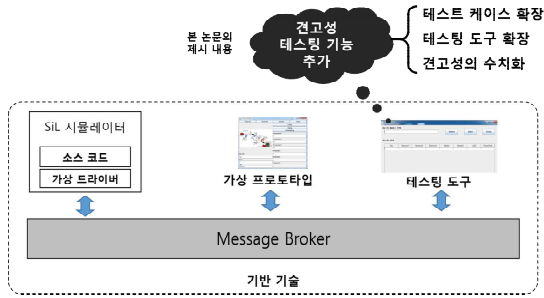 본 논문의
제시 내용
견고성
테스팅 기능
추가
테스트 케이스 확장
테스팅 도구 확장
견고성의 수치화
SiL 시뮬레이터
소스 코드
가상 드라이버
가상 프로토타입
테스팅 도구
Message Broker
기반 기술